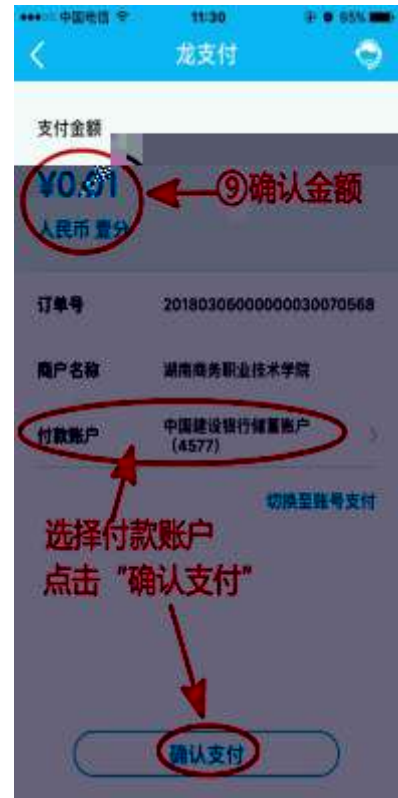 中国电信 11:30 65%
龙支付
支付金额
¥0.01
⑨确认金额
人民币 壹分
订单号 20180305000000030070568
商户名称 湖南商务职业技术学院
付款账户 中国建设银行储蓄账户
(4577)
切换至账号支付
选择付款账户
点击“确认支付”
确认支付